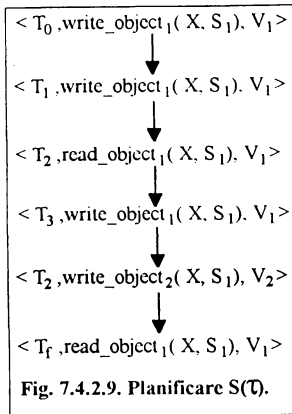 < T₀ ,write_object₁( X, S₁), V₁>
< T₁ ,write_object₁( X, S₁), V₁>
< T₂ ,read_object₁( X, S₁), V₁>
< T₃ ,write_object₁( X, S₁), V₁>
< T₂ ,write_object₂( X, S₁), V₂>
< T_f ,read_object₁( X, S₁), V₁>
Fig. 7.4.2.9. Planificare S(τ).